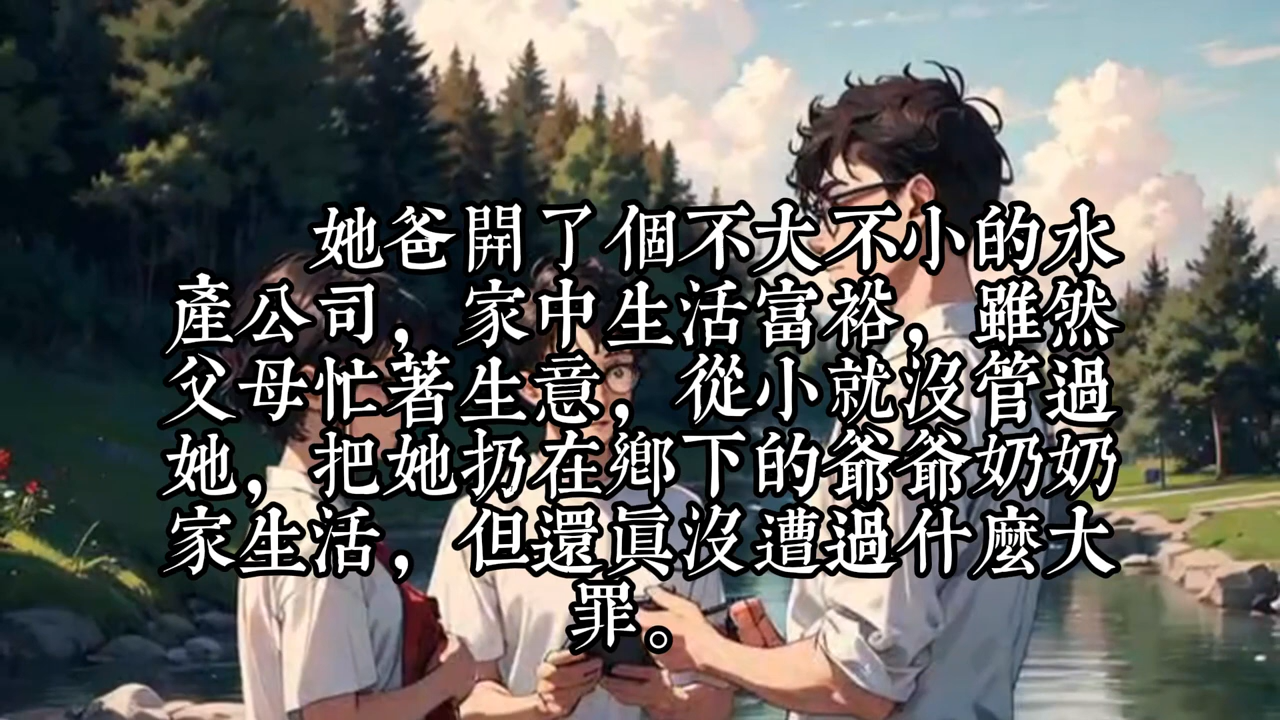 她爸開了個不大不小的水
產公司，家中生活富裕，雖然
父母忙著生意，從小就沒管過
她，把她扔在鄉下的爺爺奶奶
家生活，但還真沒遭過什麼大
罪。